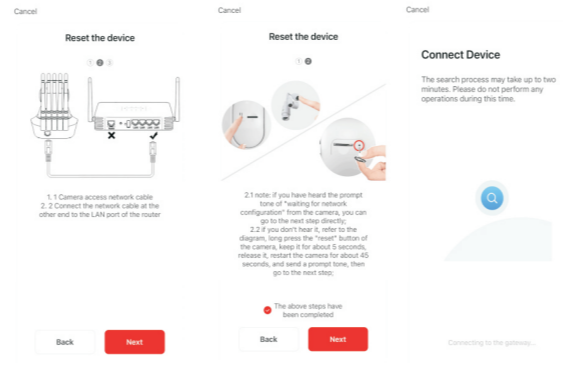 Cancel
Reset the device
1 2 3
1. 1 Camera access network cable
2. 2 Connect the network cable at the
other end to the LAN port of the router
Back
Next
Cancel
Reset the device
1 2
2.1 note: if you have heard the prompt
tone of "waiting for network
configuration" from the camera, you can
go to the next step directly;
2.2 if you don't hear it, refer to the
diagram, long press the "reset" button of
the camera, keep it for about 5 seconds,
release it, restart the camera for about 45
seconds, and send a prompt tone, then
go to the next step;
The above steps have
been completed
Back
Next
Cancel
Connect Device
The search process may take up to two
minutes. Please do not perform any
operations during this time.
Connecting to the gateway...